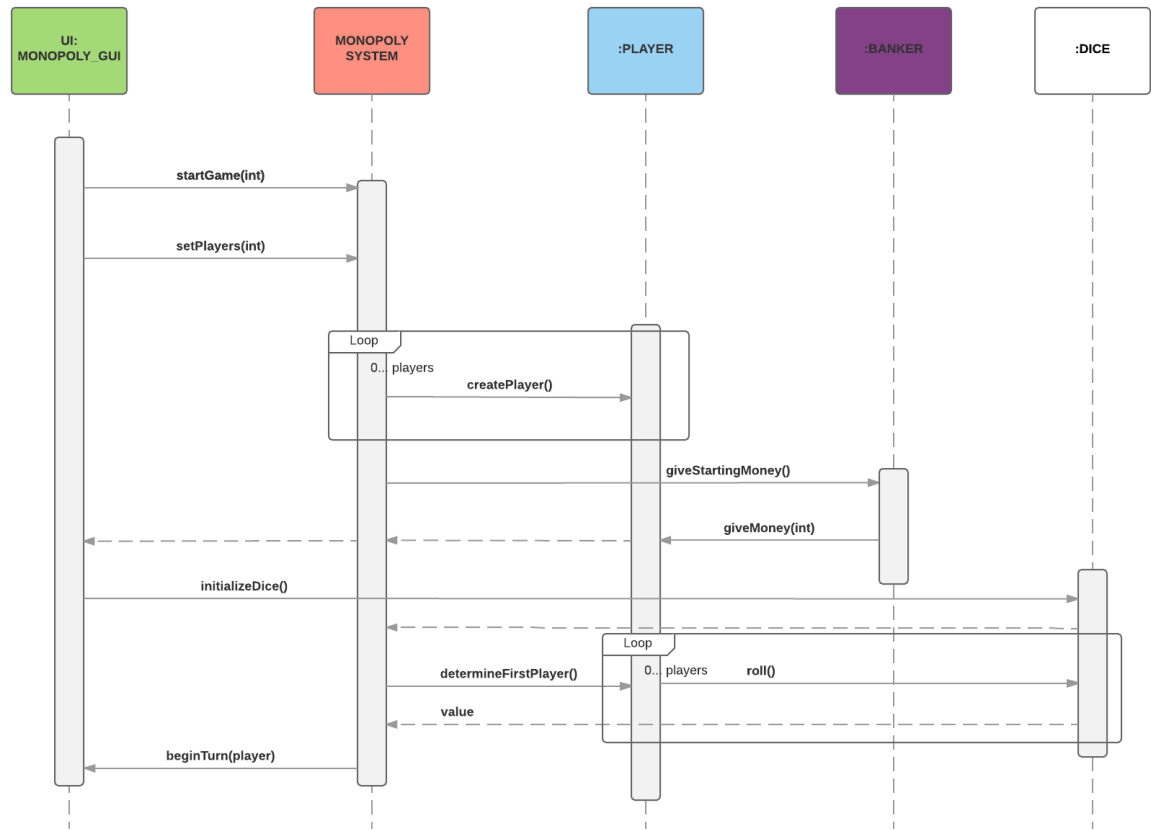 UI:
MONOPOLY_GUI
MONOPOLY
SYSTEM
:PLAYER
:BANKER
:DICE
startGame(int)
setPlayers(int)
Loop
0... players
createPlayer()
giveStartingMoney()
giveMoney(int)
initializeDice()
Loop
determineFirstPlayer()
0... players
roll()
value
beginTurn(player)